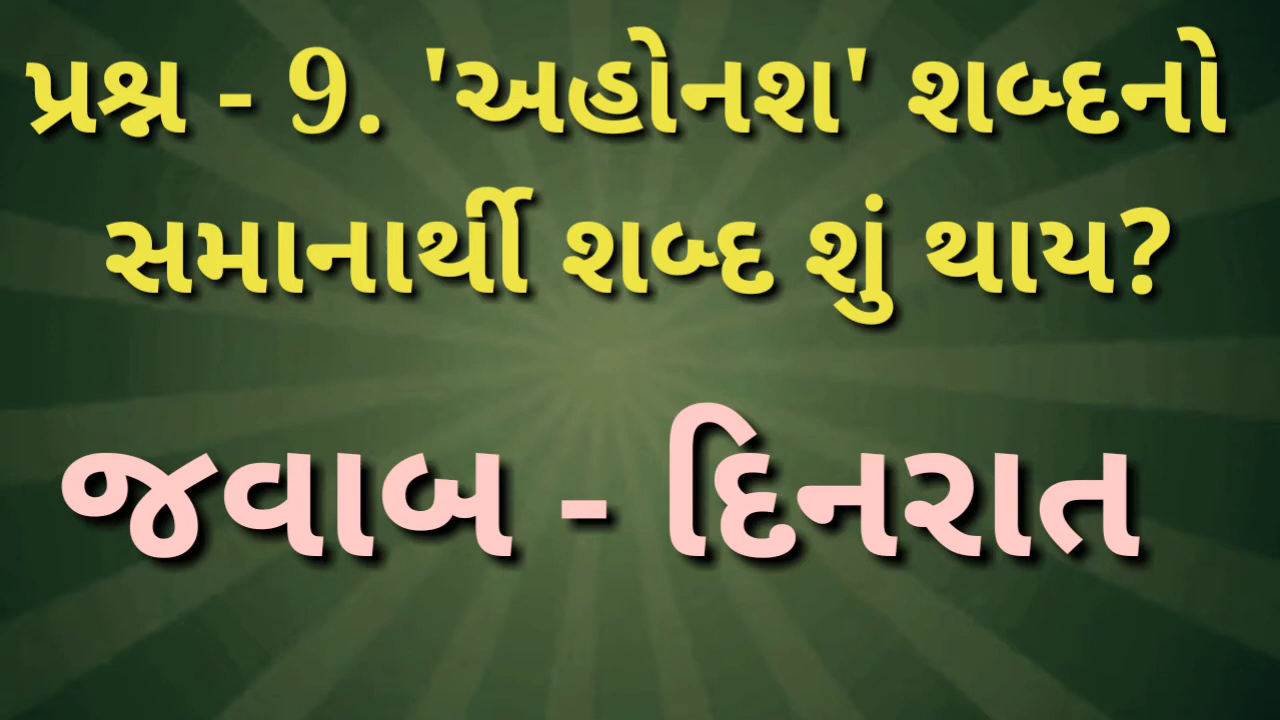 પ્રશ્ન - 9. 'અહોનશ' શબ્દનો
સમાનાર્થી શબ્દ શું થાય?
જવાબ - દિનરાત